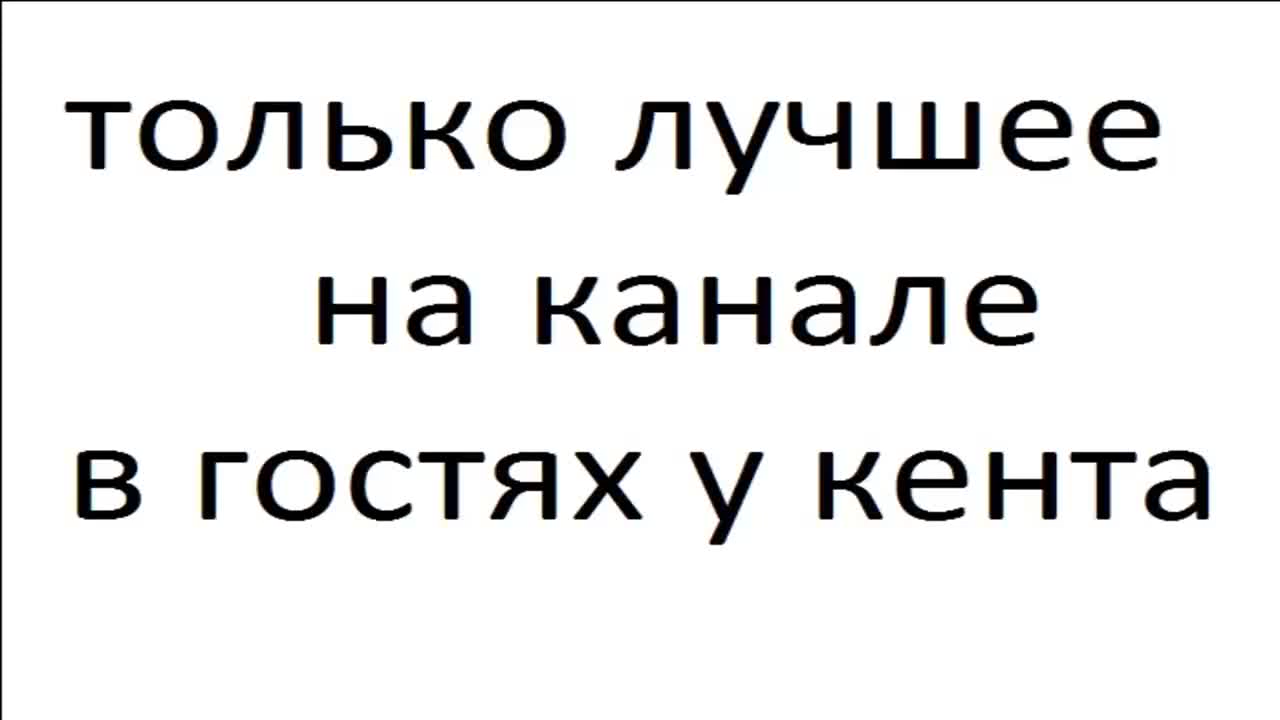 только лучшее
на канале
в гостях у кента